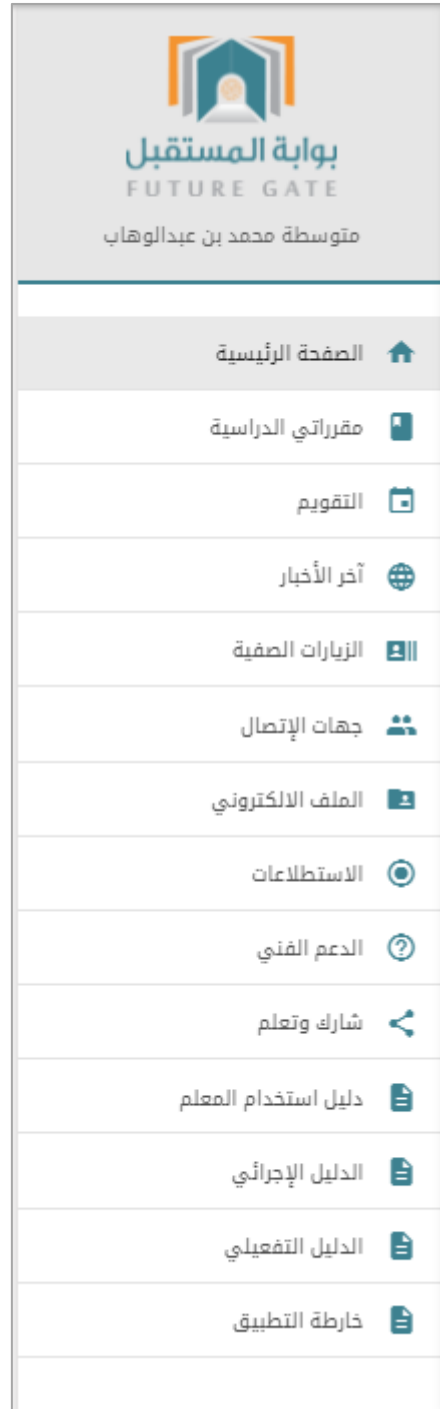 بوابة المستقبل
FUTURE GATE
متوسطة محمد بن عبدالوهاب
الصفحة الرئيسية
مقرراتي الدراسية
التقويم
آخر الأخبار
الزيارات الصفية
جهات الإتصال
الملف الالكتروني
الاستطلاعات
الدعم الفني
شارك وتعلم
دليل استخدام المعلم
الدليل الإجرائي
الدليل التفعيلي
خارطة التطبيق